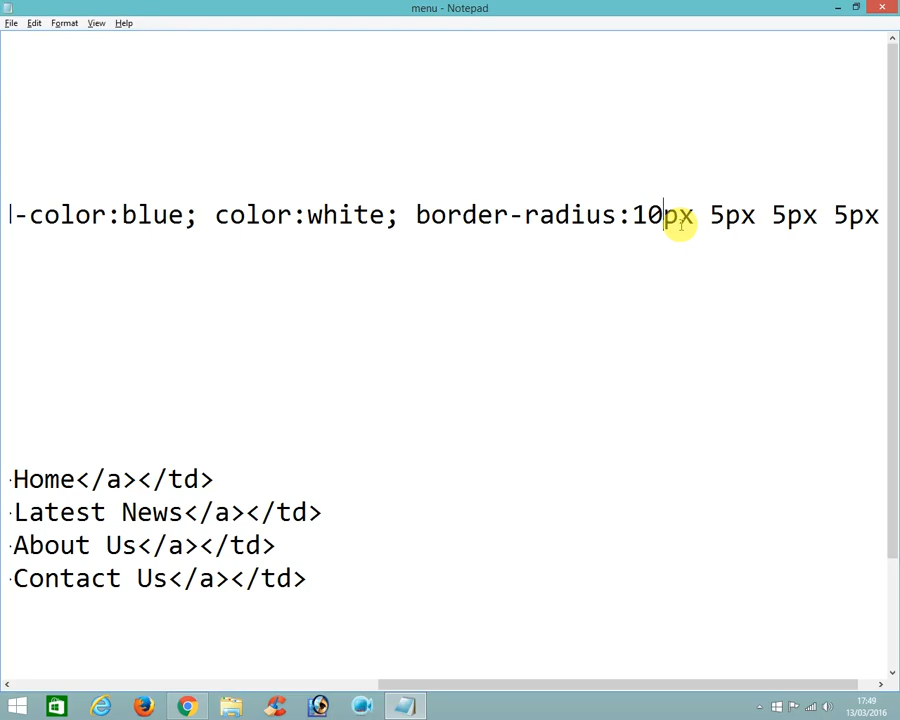 menu - Notepad
File Edit Format View Help
-color:blue; color:white; border-radius:10px 5px 5px 5px
Home</a></td>
Latest News</a></td>
About Us</a></td>
Contact Us</a></td>
17:49
13/03/2016